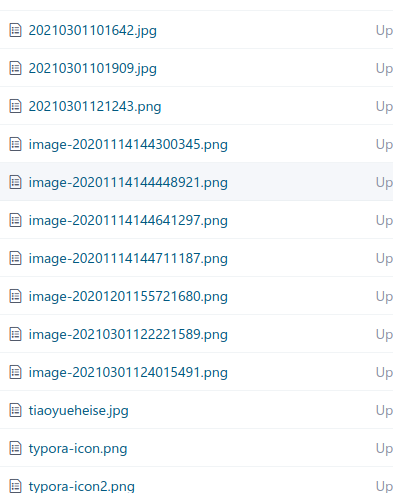 20210301101642.jpg Up
20210301101909.jpg Up
20210301121243.png Up
image-20201114144300345.png Up
image-20201114144448921.png Up
image-20201114144641297.png Up
image-20201114144711187.png Up
image-20201201155721680.png Up
image-20210301122221589.png Up
image-20210301124015491.png Up
tiaoyueheise.jpg Up
typora-icon.png Up
typora-icon2.png Up